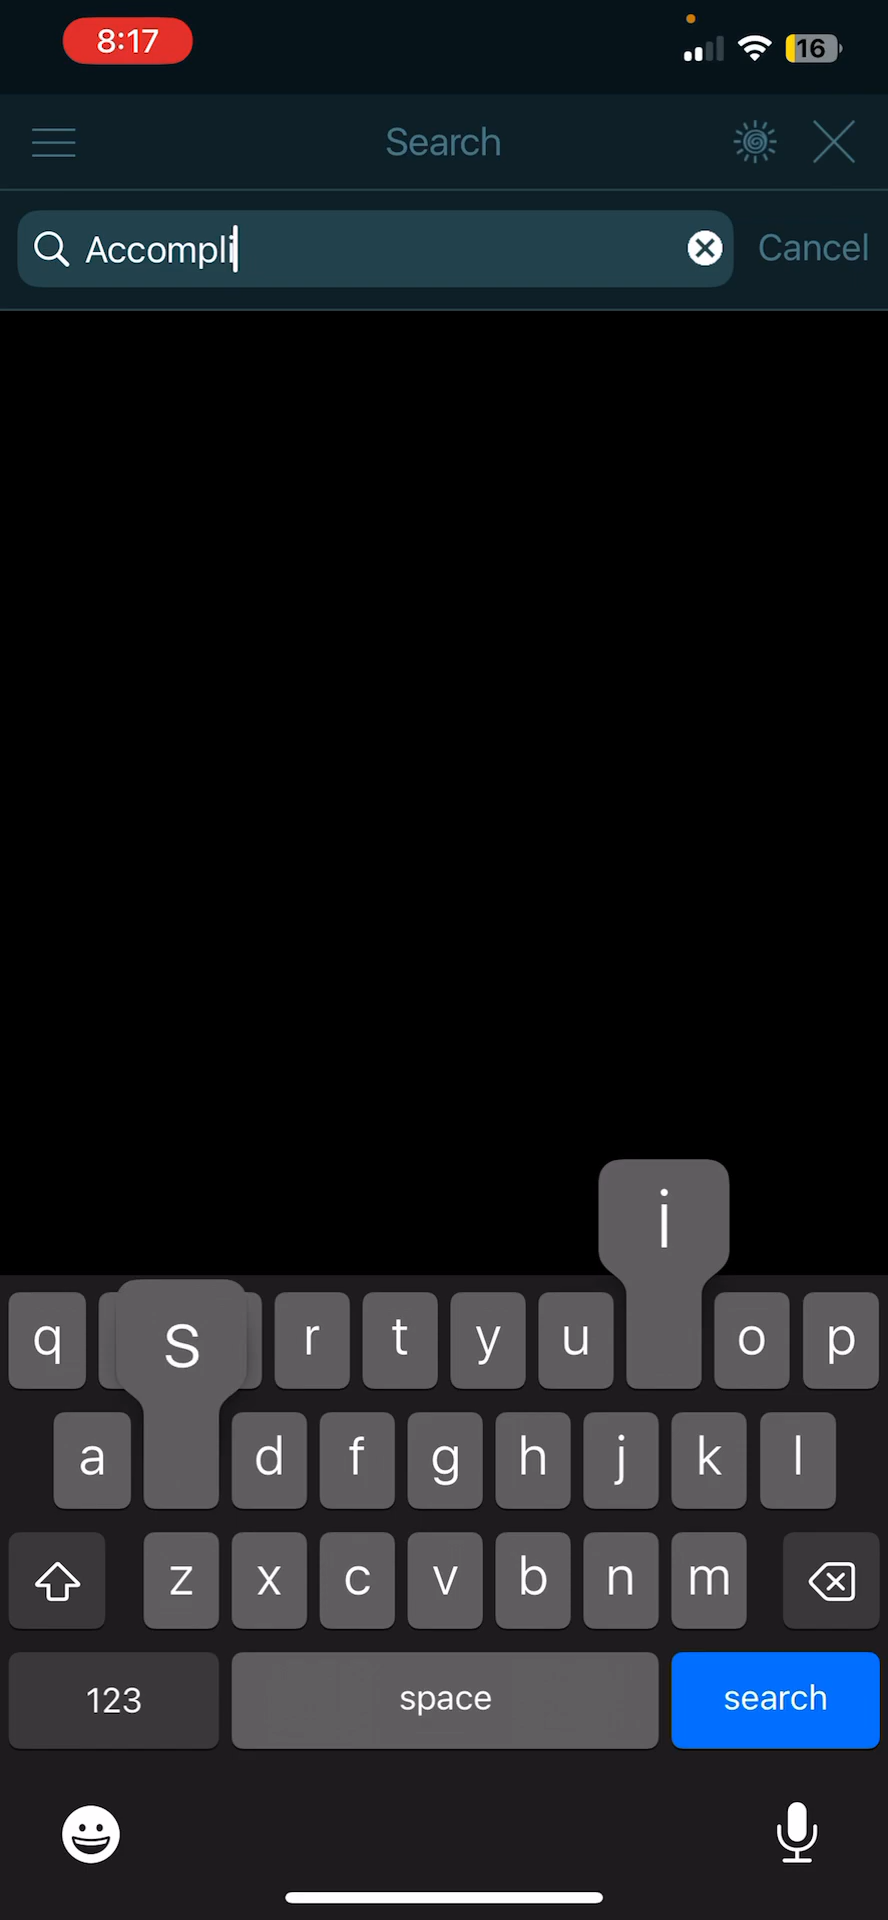 8:17
16
Search
Accompli
Cancel
i
q s r t y u o p
a d f g h j k l
z x c v b n m
123 space search